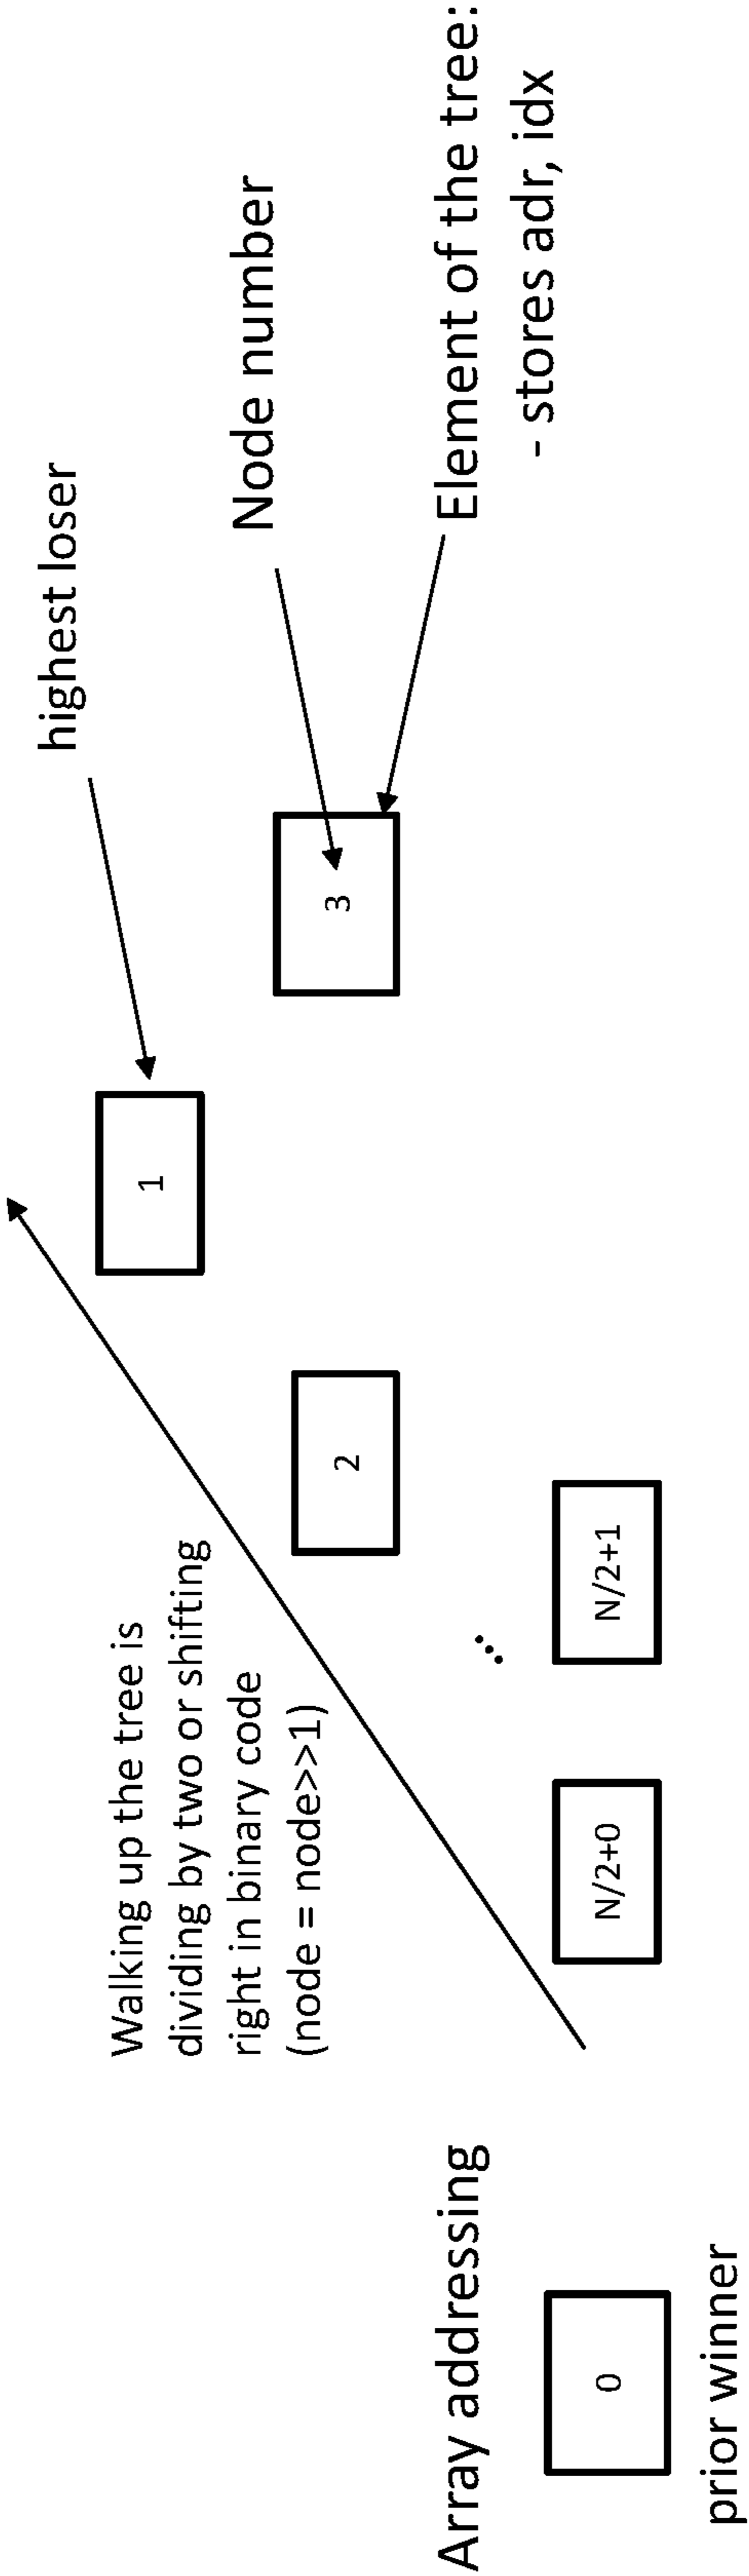 highest loser
Walking up the tree is
dividing by two or shifting
right in binary code
(node = node>>1)
1
Node number
2
3
Array addressing
Element of the tree:
- stores adr, idx
0
N/2+0
N/2+1
prior winner